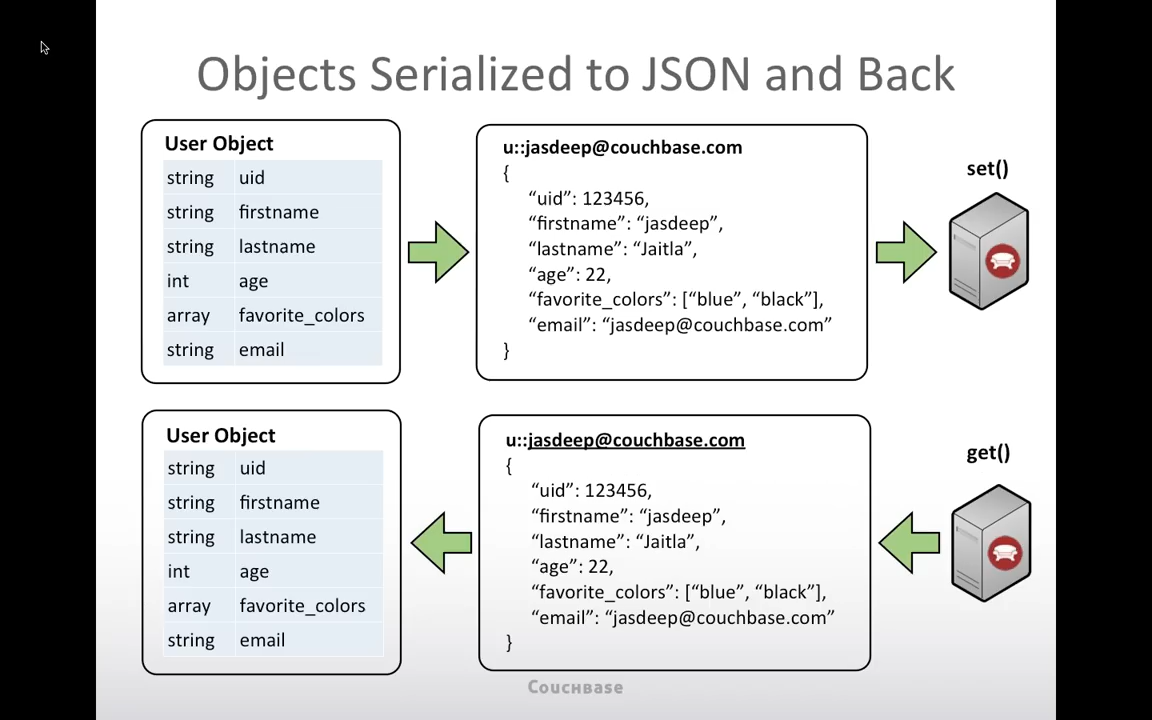 Objects Serialized to JSON and Back
User Object
string uid
string firstname
string lastname
int age
array favorite_colors
string email
u::jasdeep@couchbase.com
{
“uid”: 123456,
“firstname”: “jasdeep”,
“lastname”: “Jaitla”,
“age”: 22,
“favorite_colors”: [“blue”, “black”],
“email”: “jasdeep@couchbase.com”
}
set()
User Object
string uid
string firstname
string lastname
int age
array favorite_colors
string email
u::jasdeep@couchbase.com
{
“uid”: 123456,
“firstname”: “jasdeep”,
“lastname”: “Jaitla”,
“age”: 22,
“favorite_colors”: [“blue”, “black”],
“email”: “jasdeep@couchbase.com”
}
get()
Couchbase